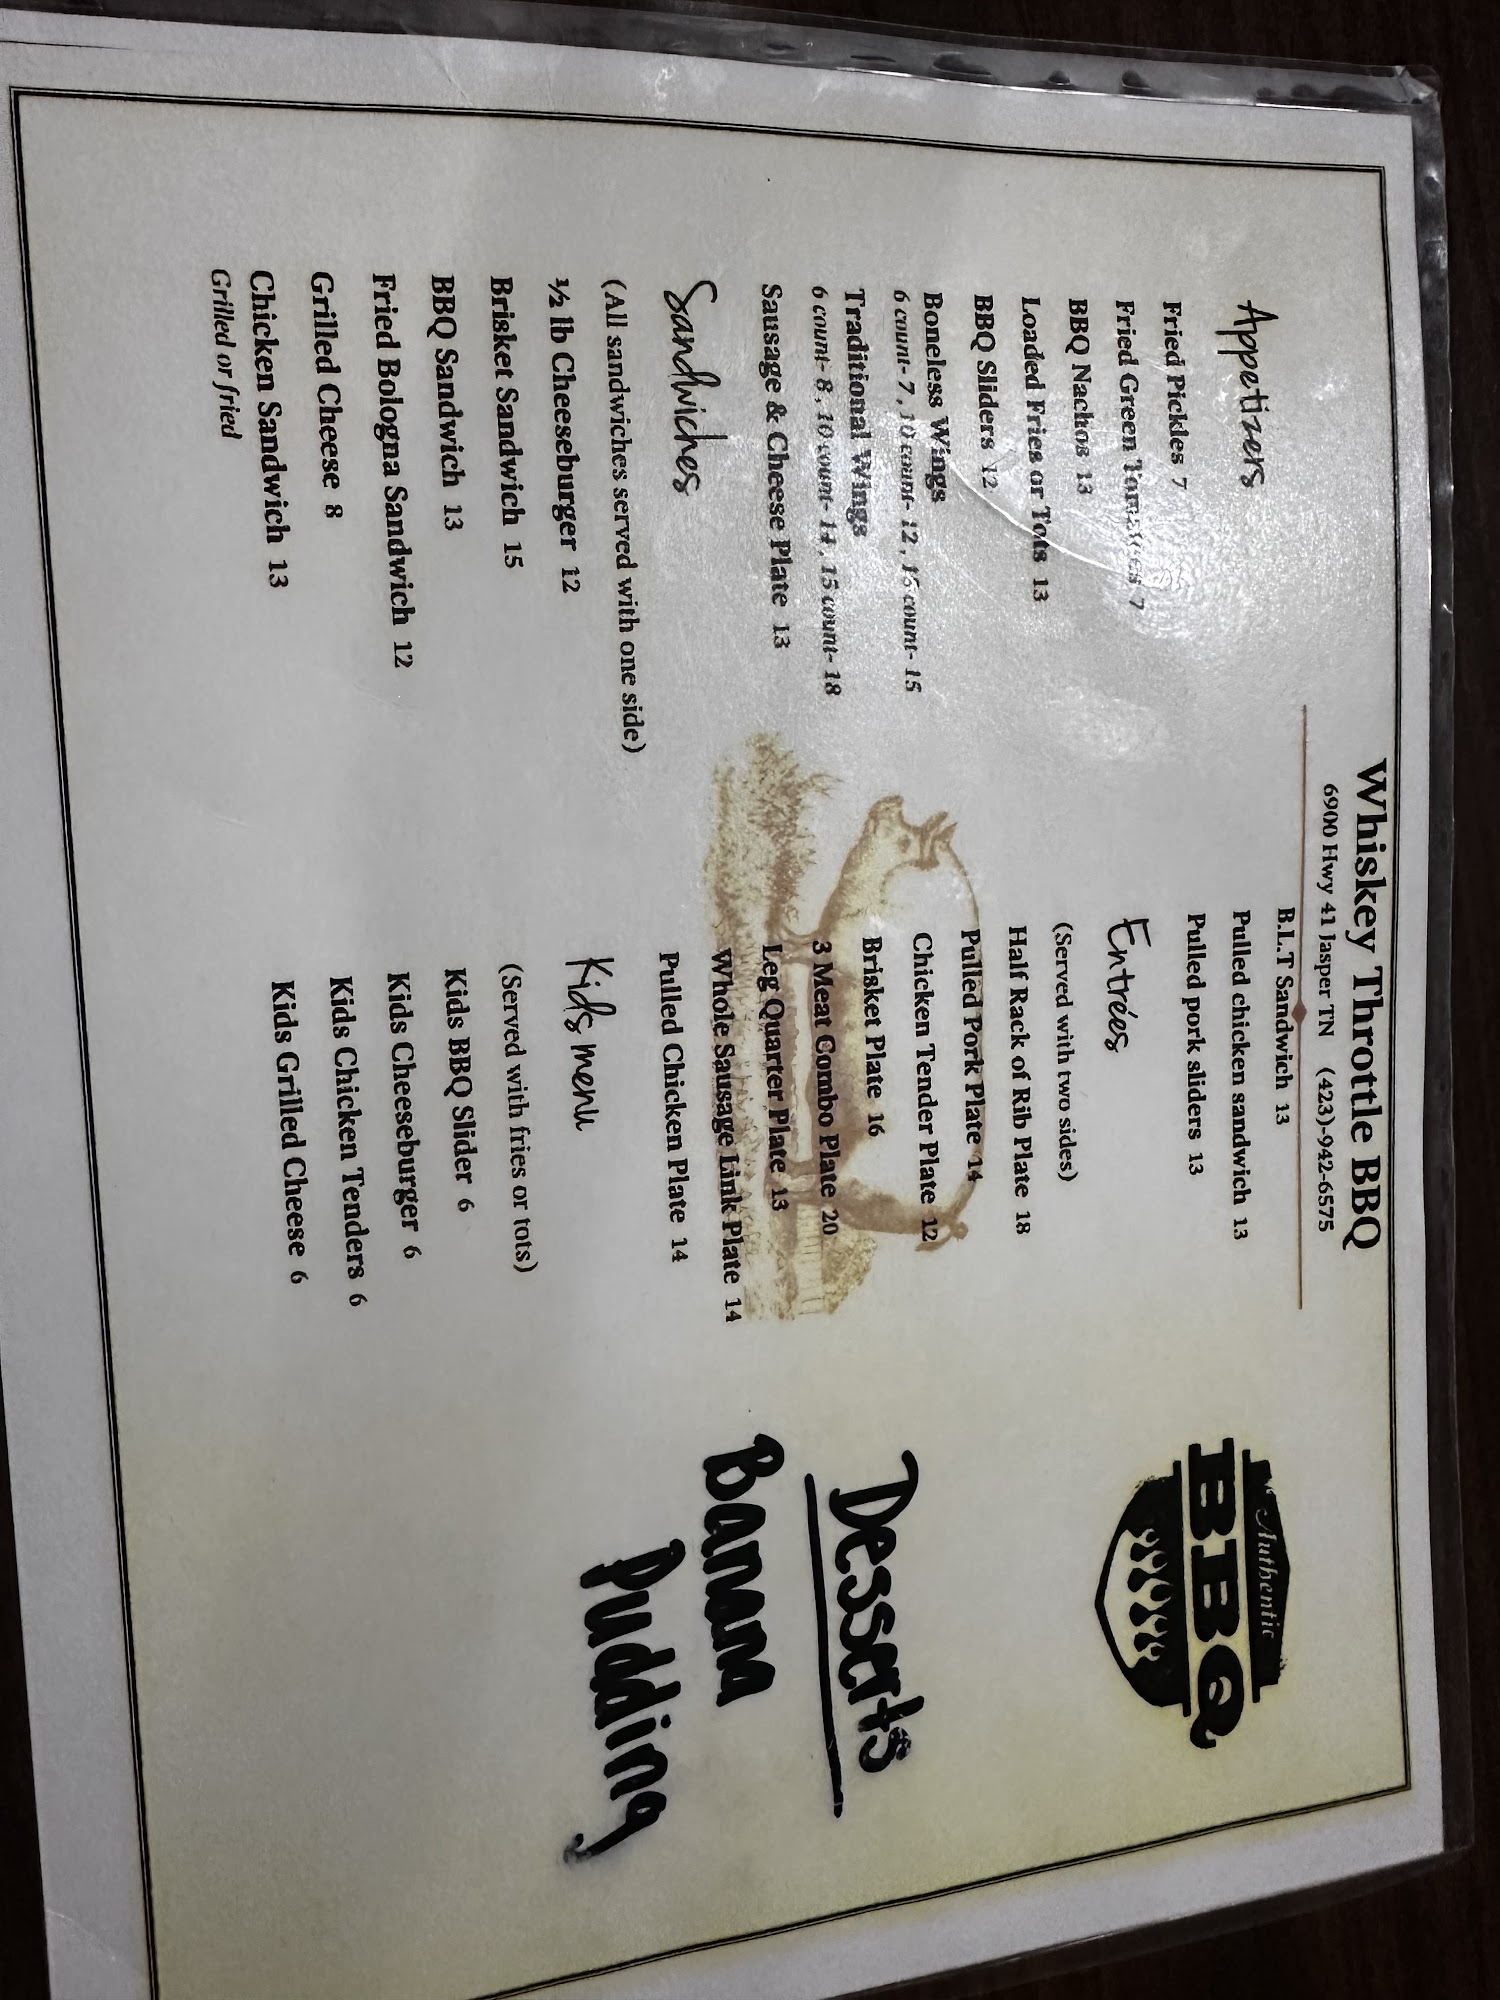 Whiskey Throttle BBQ
6900 Hwy 41 Jasper TN (423)-942-6575
Appetizers
Fried Pickles 7
Fried Green Tomatoes 7
BBQ Nachos 13
Loaded Fries or Tots 13
BBQ Sliders 12
Boneless Wings
6 count- 7 , 10 count- 12 , 15 count- 15
Traditional Wings
6 count- 8 , 10 count- 14 , 15 count- 18
Sausage & Cheese Plate 13
Sandwiches
(All sandwiches served with one side)
½ lb Cheeseburger 12
Brisket Sandwich 15
BBQ Sandwich 13
Fried Bologna Sandwich 12
Grilled Cheese 8
Chicken Sandwich 13
Grilled or fried
B.L.T Sandwich 13
Pulled chicken sandwich 13
Pulled pork sliders 13
Entrées
(Served with two sides)
Half Rack of Rib Plate 18
Pulled Pork Plate 14
Chicken Tender Plate 12
Brisket Plate 16
3 Meat Combo Plate 20
Leg Quarter Plate 13
Whole Sausage Link Plate 14
Pulled Chicken Plate 14
Kids menu
(Served with fries or tots)
Kids BBQ Slider 6
Kids Cheeseburger 6
Kids Chicken Tenders 6
Kids Grilled Cheese 6
Authentic
BBQ
Desserts
Banana
Pudding